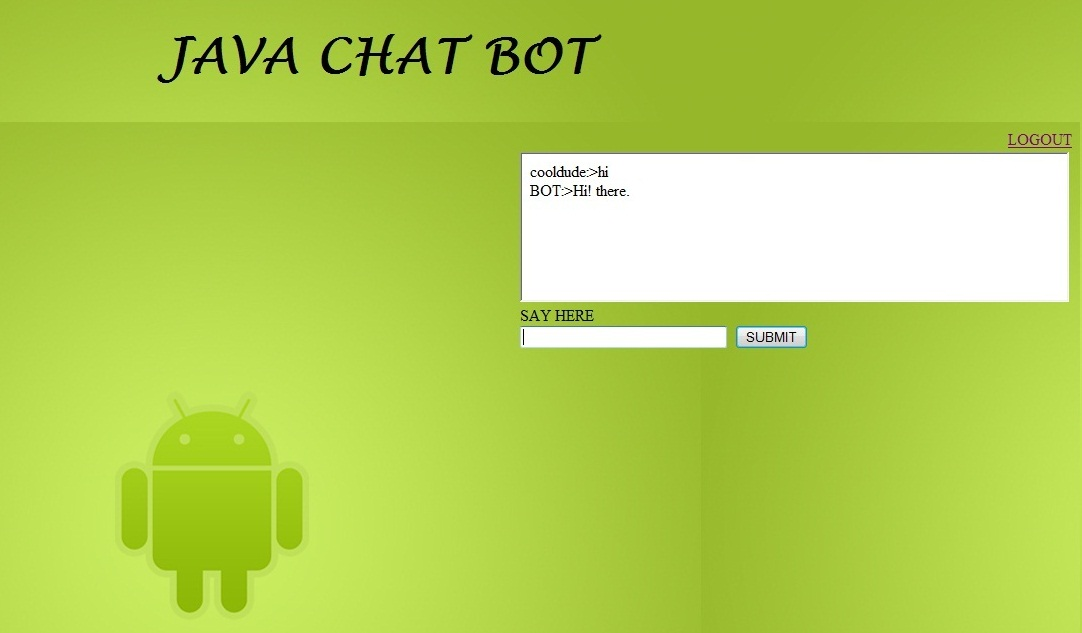 JAVA CHAT BOT
LOGOUT
cooldude:>hi
BOT:>Hi! there.
SAY HERE
SUBMIT